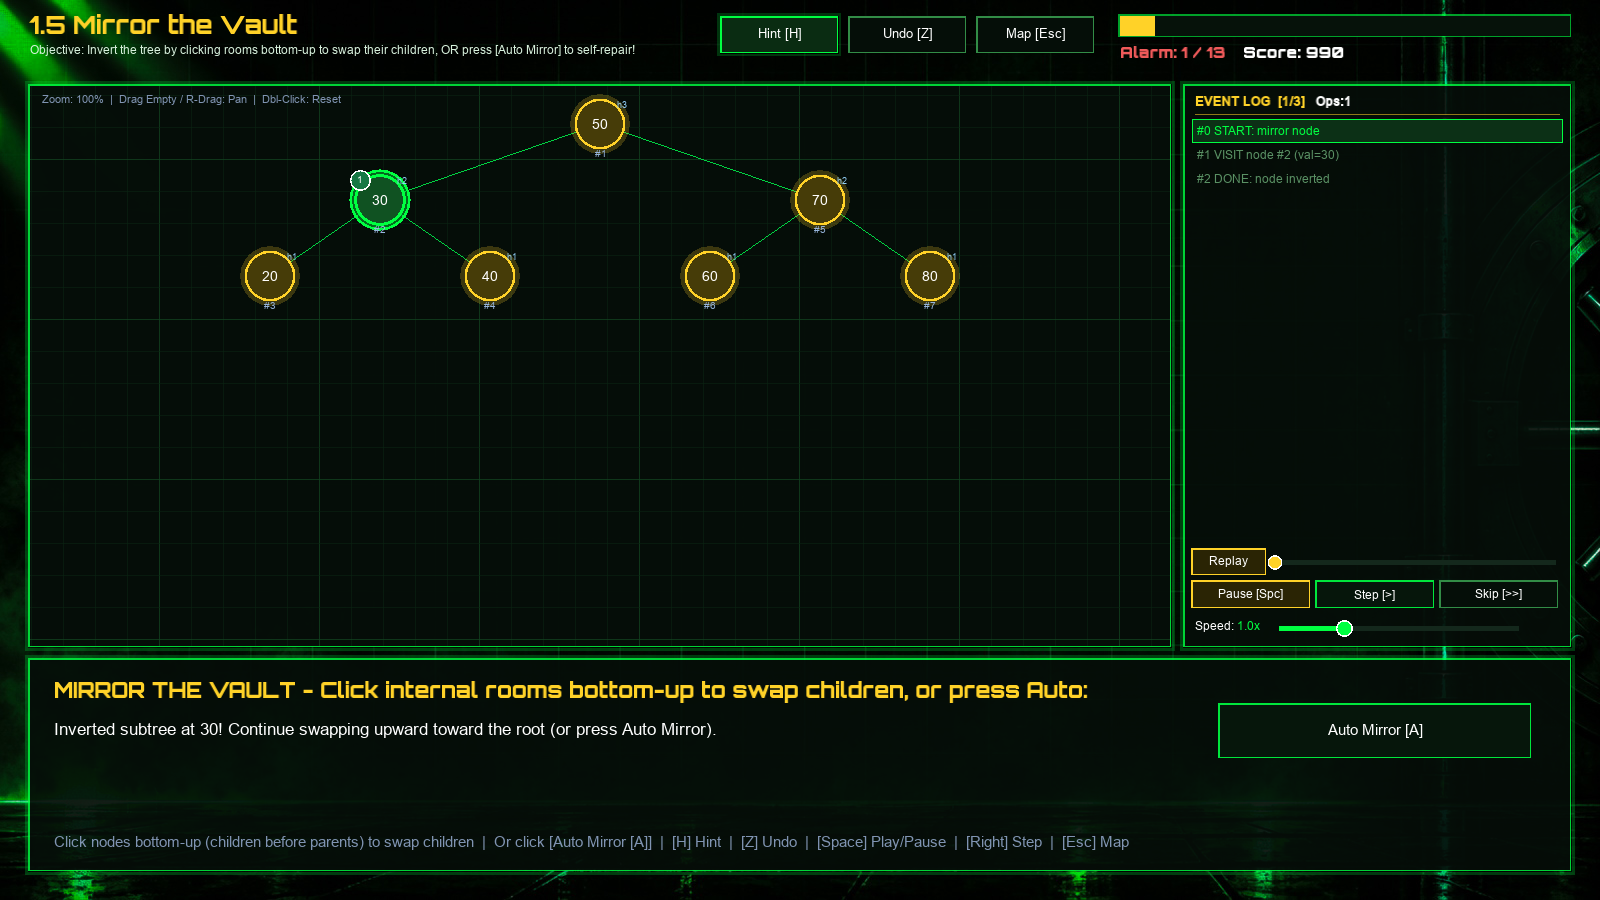 1.5 Mirror the Vault
Objective: Invert the tree by clicking rooms bottom-up to swap their children, OR press [Auto Mirror] to self-repair!
Hint [H]
Undo [Z]
Map [Esc]
Alarm: 1 / 13
Score: 990
Zoom: 100% | Drag Empty / R-Drag: Pan | Dbl-Click: Reset
h3
50
#1
1
h2
30
#2
h2
70
#5
h1
20
#3
h1
40
#4
h1
60
#6
h1
80
#7
EVENT LOG [1/3] Ops:1
#0 START: mirror node
#1 VISIT node #2 (val=30)
#2 DONE: node inverted
Replay
Pause [Spc]
Step [>]
Skip [>>]
Speed: 1.0x
MIRROR THE VAULT - Click internal rooms bottom-up to swap children, or press Auto:
Inverted subtree at 30! Continue swapping upward toward the root (or press Auto Mirror).
Auto Mirror [A]
Click nodes bottom-up (children before parents) to swap children | Or click [Auto Mirror [A]] | [H] Hint | [Z] Undo | [Space] Play/Pause | [Right] Step | [Esc] Map